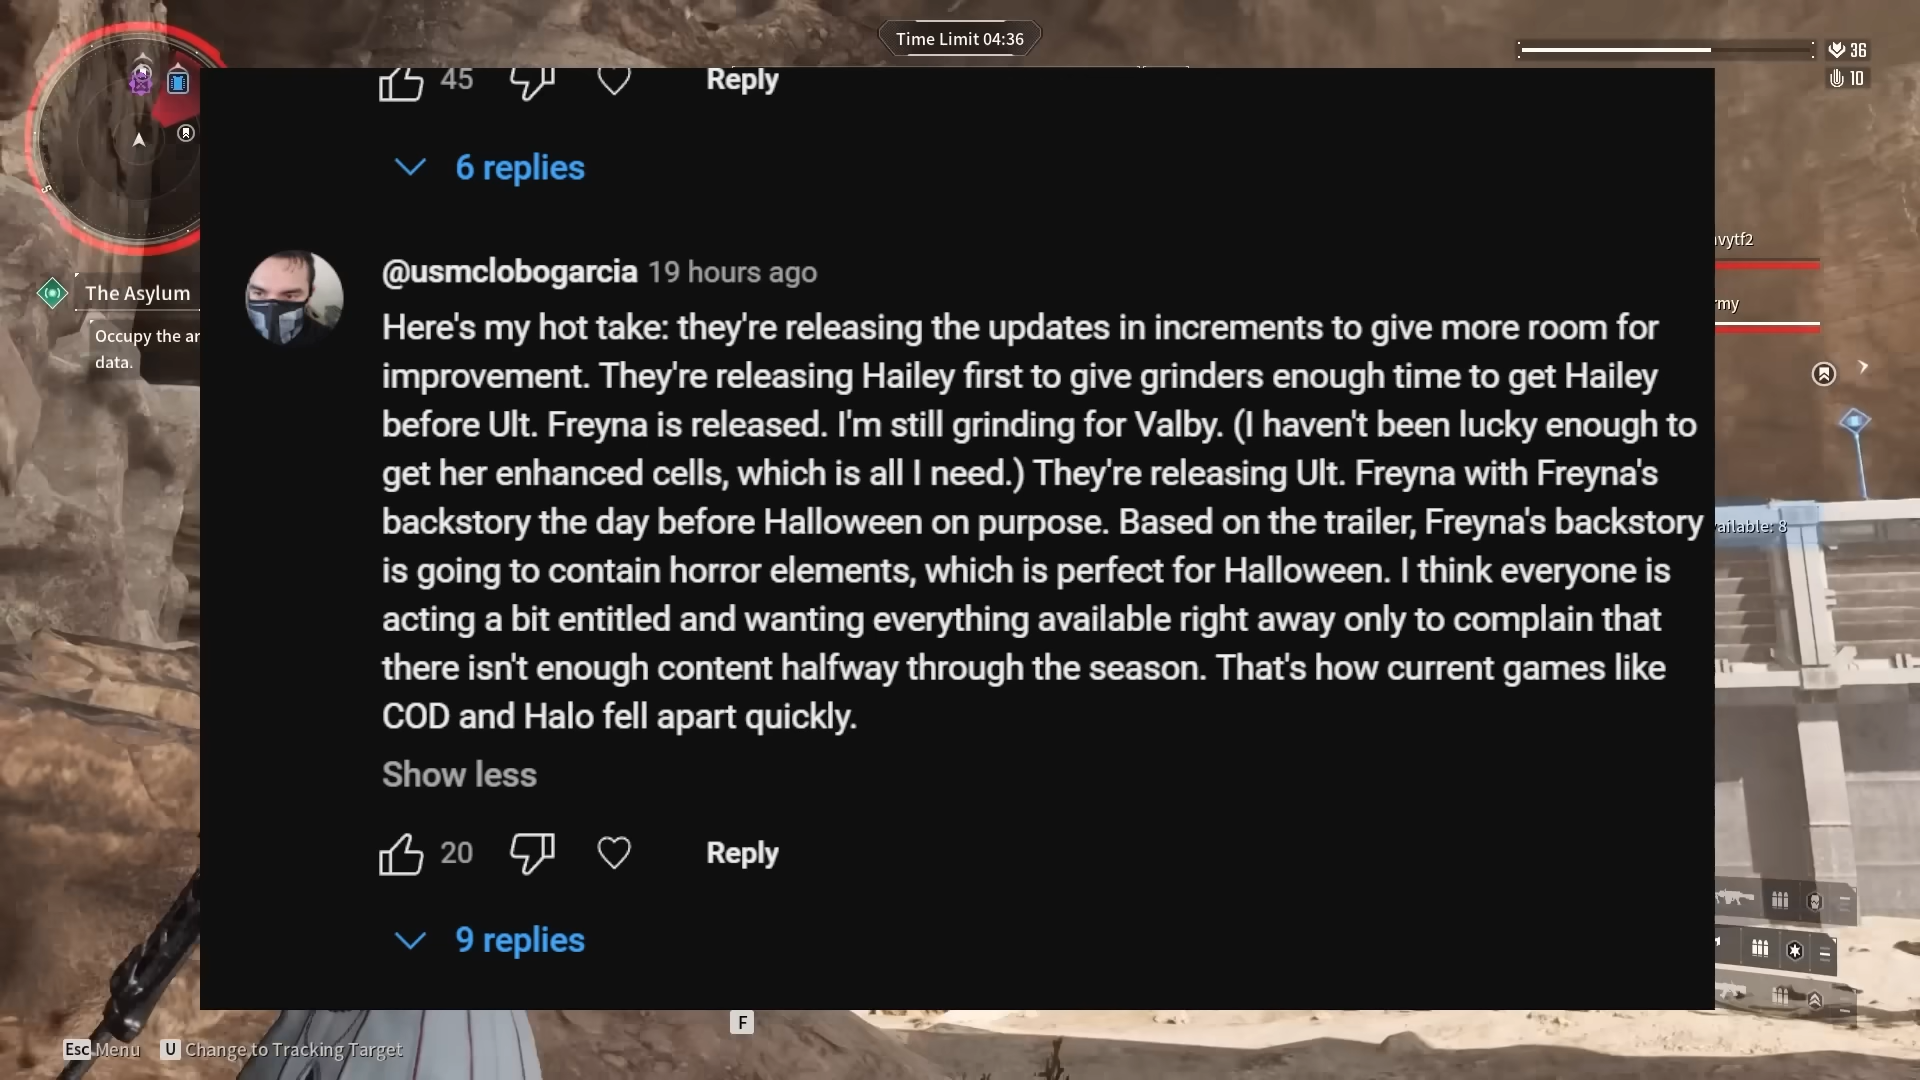 Time Limit 04:36
36
10
45
Reply
6 replies
@usmclobogarcia 19 hours ago
Here's my hot take: they're releasing the updates in increments to give more room for
improvement. They're releasing Hailey first to give grinders enough time to get Hailey
before Ult. Freyna is released. I'm still grinding for Valby. (I haven't been lucky enough to
get her enhanced cells, which is all I need.) They're releasing Ult. Freyna with Freyna's
backstory the day before Halloween on purpose. Based on the trailer, Freyna's backstory
is going to contain horror elements, which is perfect for Halloween. I think everyone is
acting a bit entitled and wanting everything available right away only to complain that
there isn't enough content halfway through the season. That's how current games like
COD and Halo fell apart quickly.
Show less
20
Reply
9 replies
S
The Asylum
Occupy the ar
data.
vytf2
rmy
ailable: 8
F
Esc Menu
U Change to Tracking Target